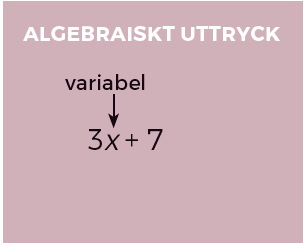 ALGEBRAISKT UTTRYCK
variabel
3x + 7